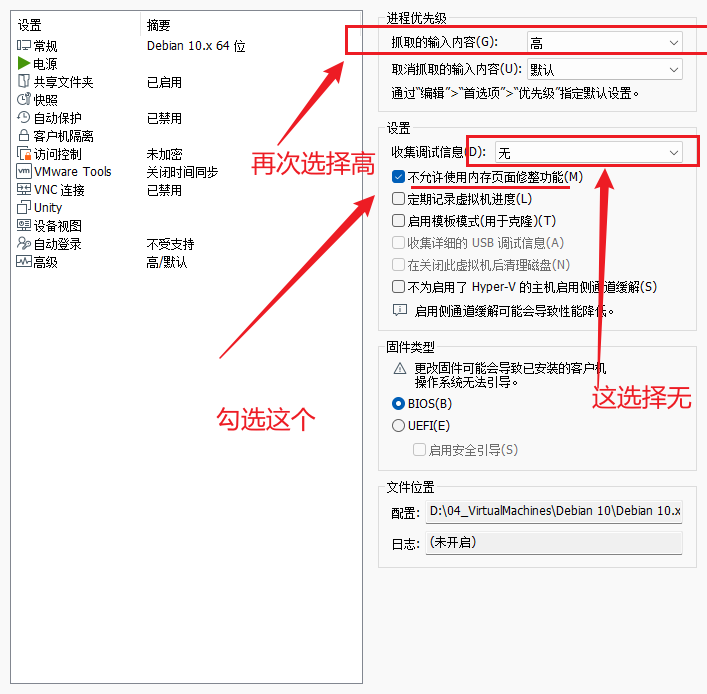 设置 摘要
常规 Debian 10.x 64 位
电源
共享文件夹 已启用
快照
自动保护 已禁用
客户机隔离
访问控制 未加密
VMware Tools 关闭时间同步
VNC 连接 已禁用
Unity
设备视图
自动登录 不受支持
高级 高/默认
再次选择高
勾选这个
进程优先级
抓取的输入内容(G): 高
取消抓取的输入内容(U): 默认
通过“编辑”>“首选项”>“优先级”指定默认设置。
设置
收集调试信息(D): 无
不允许使用内存页面修整功能(M)
定期记录虚拟机进度(L)
启用模板模式(用于克隆)(T)
收集详细的 USB 调试信息(A)
在关闭此虚拟机后清理磁盘(N)
不为启用了 Hyper-V 的主机启用侧通道缓解(S)
启用侧通道缓解可能会导致性能降低。
固件类型
更改固件可能会导致已安装的客户机
操作系统无法引导。
这选择无
BIOS(B)
UEFI(E)
启用安全引导(S)
文件位置
配置: D:\04_VirtualMachines\Debian 10\Debian 10.x
日志: (未开启)